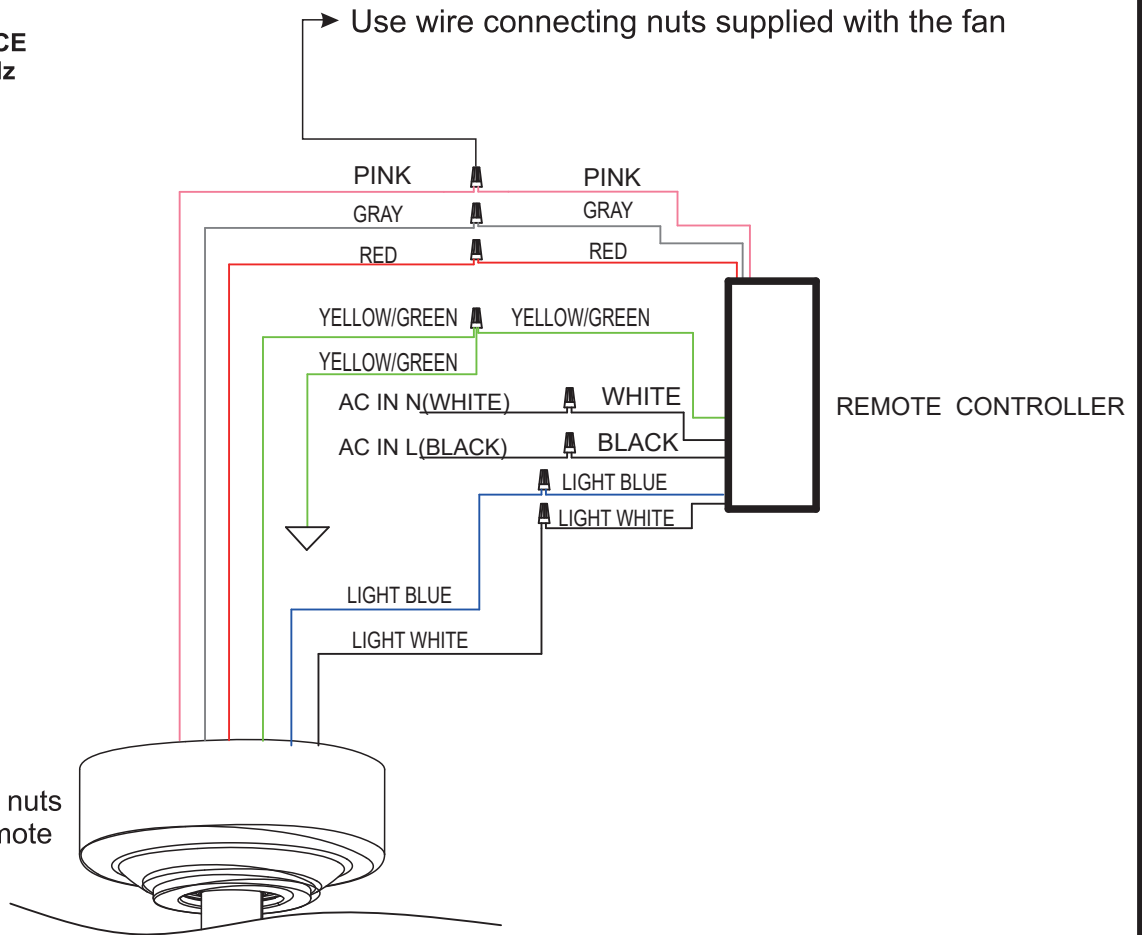 Use wire connecting nuts supplied with the fan
CE
Hz
PINK
PINK
GRAY
GRAY
RED
RED
YELLOW/GREEN
YELLOW/GREEN
YELLOW/GREEN
AC IN N(WHITE)
WHITE
REMOTE CONTROLLER
AC IN L(BLACK)
BLACK
LIGHT BLUE
LIGHT WHITE
LIGHT BLUE
LIGHT WHITE
nuts
mote